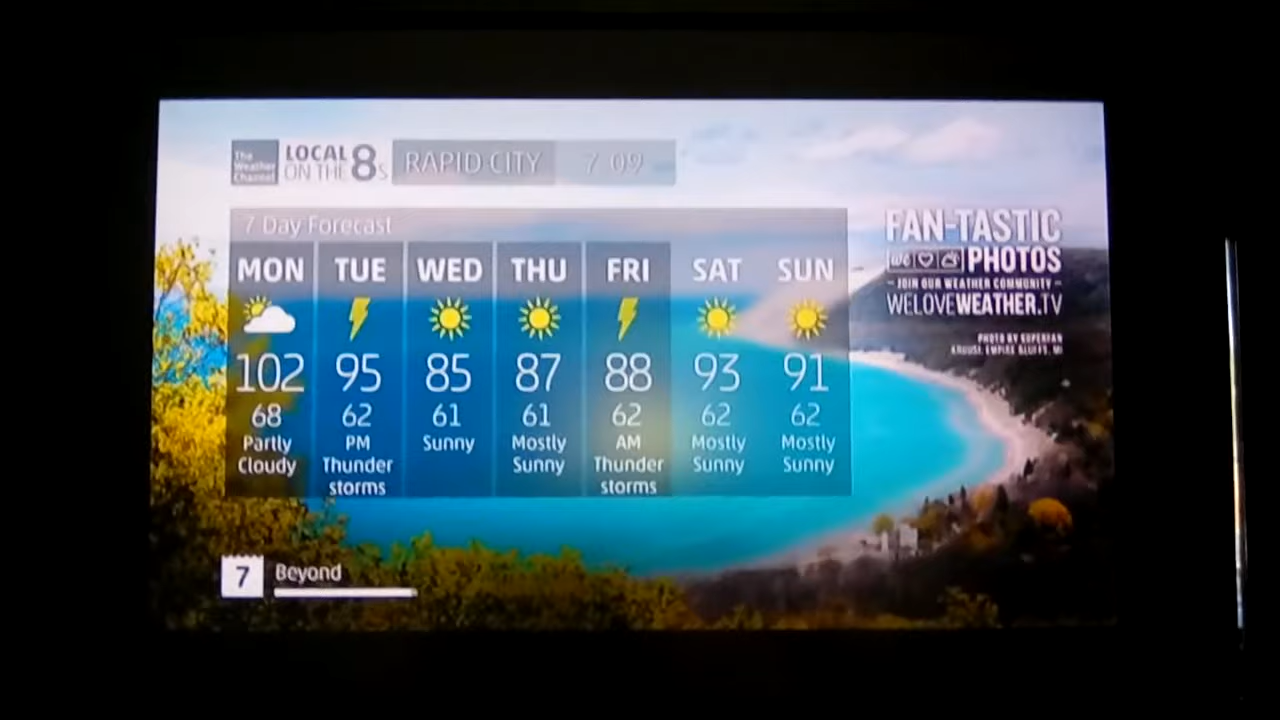 The Weather Channel
LOCAL
ON THE 8s
RAPID CITY 7 09
7 Day Forecast
MON TUE WED THU FRI SAT SUN
102 95 85 87 88 93 91
68 62 61 61 62 62 62
Partly PM Sunny Mostly AM Mostly Mostly
Cloudy Thunder Sunny Thunder Sunny Sunny
storms storms
FAN-TASTIC
we PHOTOS
JOIN OUR WEATHER COMMUNITY
WELOVEWEATHER.TV
PHOTO BY SUPERFAN
EMPIRE BLUFFS, MI
7 Beyond